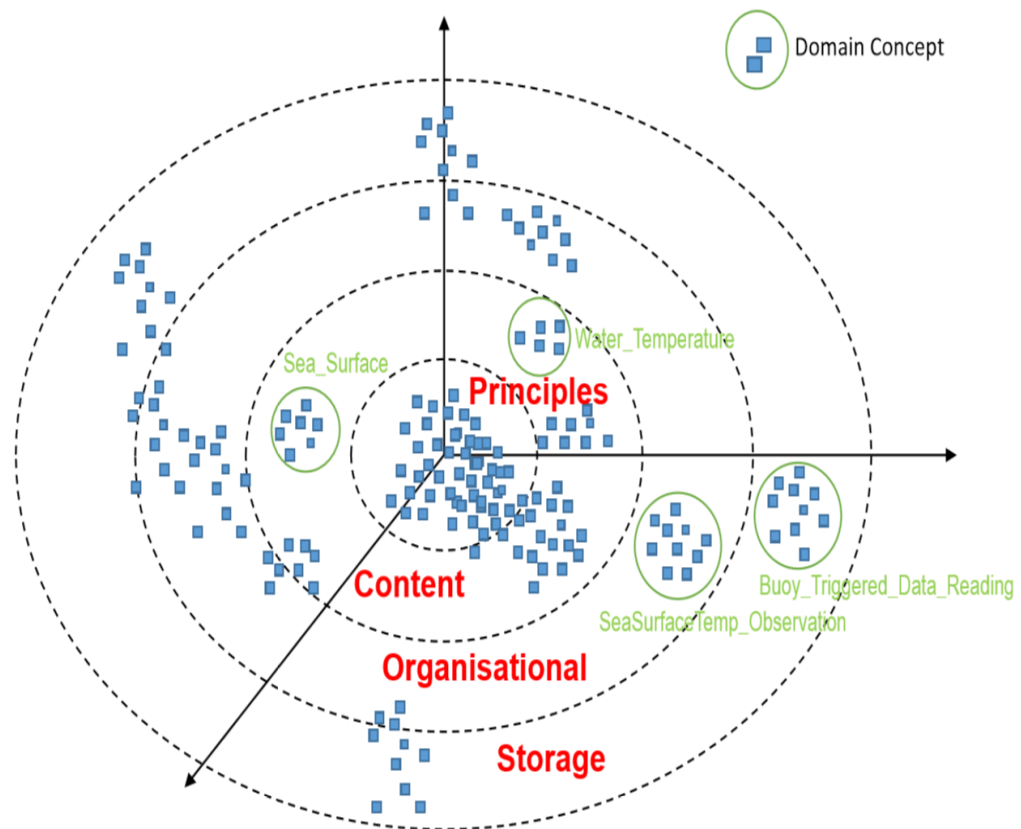 Domain Concept
Water_Temperature
Sea_Surface
Principles
Content
Buoy_Triggered_Data_Reading
SeaSurfaceTemp_Observation
Organisational
Storage